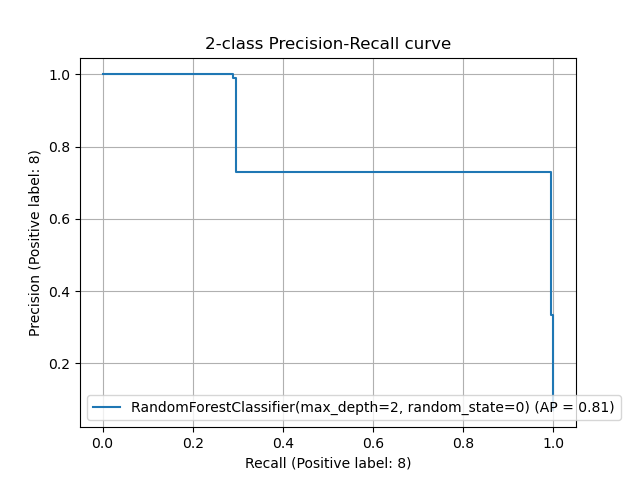 2-class Precision-Recall curve
Precision (Positive label: 8)
1.0
0.8
0.6
0.4
0.2
RandomForestClassifier(max_depth=2, random_state=0) (AP = 0.81)
0.0 0.2 0.4 0.6 0.8 1.0
Recall (Positive label: 8)